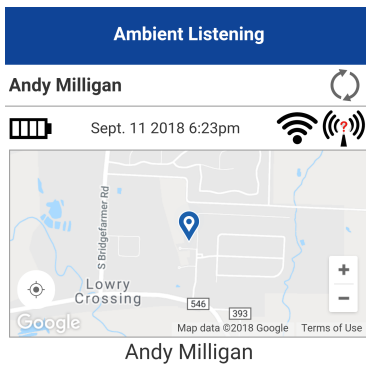 Ambient Listening
Andy Milligan
Sept. 11 2018 6:23pm
?
S Bridgefarmer Rd
Lowry
Crossing
546
393
+
−
Google
Map data ©2018 Google
Terms of Use
Andy Milligan